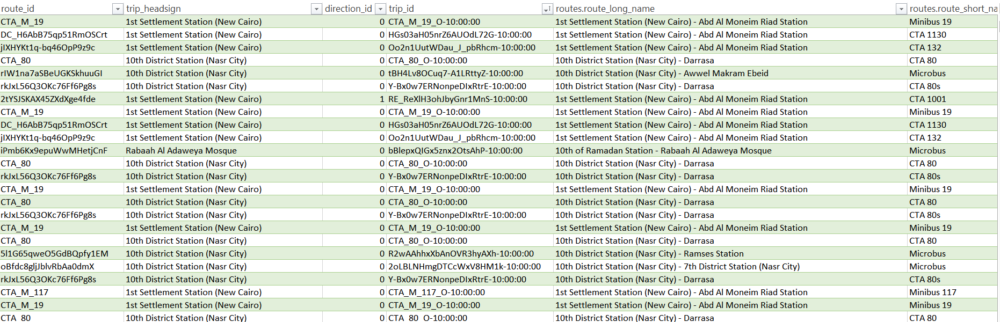 route_id trip_headsign direction_id trip_id routes.route_long_name routes.route_short_na
CTA_M_19 1st Settlement Station (New Cairo) 0 CTA_M_19_O-10:00:00 1st Settlement Station (New Cairo) - Abd Al Moneim Riad Station Minibus 19
DC_H6AbB75qp51RmOSCrt 1st Settlement Station (New Cairo) 0 HGs03aH05nrZ6AUOdL72G-10:00:00 1st Settlement Station (New Cairo) - Abd Al Moneim Riad Station CTA 1130
jIXHYKt1q-bq46OpP9z9c 1st Settlement Station (New Cairo) 0 Oo2n1UutWDau_J_pbRhcm-10:00:00 1st Settlement Station (New Cairo) - Abd Al Moneim Riad Station CTA 132
CTA_80 10th District Station (Nasr City) 0 CTA_80_O-10:00:00 10th District Station (Nasr City) - Darrasa CTA 80
rIW1na7aSBeUGKSkhuuGI 10th District Station (Nasr City) 0 tBH4Lv8OCuq7-A1LRttyZ-10:00:00 10th District Station (Nasr City) - Awwel Makram Ebeid Microbus
rkJxL56Q3OKc76Ff6Pg8s 10th District Station (Nasr City) 0 Y-Bx0w7ERNonpeDIxRtrE-10:00:00 10th District Station (Nasr City) - Darrasa CTA 80s
2tYSJSKAX45ZXdXge4fde 1st Settlement Station (New Cairo) 1 RE_ReXlH3ohJbyGnr1MnS-10:00:00 1st Settlement Station (New Cairo) - Abd Al Moneim Riad Station CTA 1001
CTA_M_19 1st Settlement Station (New Cairo) 0 CTA_M_19_O-10:00:00 1st Settlement Station (New Cairo) - Abd Al Moneim Riad Station Minibus 19
DC_H6AbB75qp51RmOSCrt 1st Settlement Station (New Cairo) 0 HGs03aH05nrZ6AUOdL72G-10:00:00 1st Settlement Station (New Cairo) - Abd Al Moneim Riad Station CTA 1130
jIXHYKt1q-bq46OpP9z9c 1st Settlement Station (New Cairo) 0 Oo2n1UutWDau_J_pbRhcm-10:00:00 1st Settlement Station (New Cairo) - Abd Al Moneim Riad Station CTA 132
iPmb6Kx9epuWwMHetjCnF Rabaah Al Adaweya Mosque 0 bBlepxQIGx5znx2OtsAhP-10:00:00 10th of Ramadan Station - Rabaah Al Adaweya Mosque Microbus
CTA_80 10th District Station (Nasr City) 0 CTA_80_O-10:00:00 10th District Station (Nasr City) - Darrasa CTA 80
rkJxL56Q3OKc76Ff6Pg8s 10th District Station (Nasr City) 0 Y-Bx0w7ERNonpeDIxRtrE-10:00:00 10th District Station (Nasr City) - Darrasa CTA 80s
CTA_M_19 1st Settlement Station (New Cairo) 0 CTA_M_19_O-10:00:00 1st Settlement Station (New Cairo) - Abd Al Moneim Riad Station Minibus 19
CTA_80 10th District Station (Nasr City) 0 CTA_80_O-10:00:00 10th District Station (Nasr City) - Darrasa CTA 80
rkJxL56Q3OKc76Ff6Pg8s 10th District Station (Nasr City) 0 Y-Bx0w7ERNonpeDIxRtrE-10:00:00 10th District Station (Nasr City) - Darrasa CTA 80s
CTA_M_19 1st Settlement Station (New Cairo) 0 CTA_M_19_O-10:00:00 1st Settlement Station (New Cairo) - Abd Al Moneim Riad Station Minibus 19
CTA_80 10th District Station (Nasr City) 0 CTA_80_O-10:00:00 10th District Station (Nasr City) - Darrasa CTA 80
5l1G65qweO5GdBQpfy1EM 10th District Station (Nasr City) 0 R2wAAhhxXbAnOVR3hyAXh-10:00:00 10th District Station (Nasr City) - Ramses Station Microbus
oBfdc8gljJblvRbAa0dmX 10th District Station (Nasr City) 0 2oLBLNHmgDTCcWxV8HM1k-10:00:00 10th District Station (Nasr City) - 7th District Station (Nasr City) Microbus
rkJxL56Q3OKc76Ff6Pg8s 10th District Station (Nasr City) 0 Y-Bx0w7ERNonpeDIxRtrE-10:00:00 10th District Station (Nasr City) - Darrasa CTA 80s
CTA_M_117 1st Settlement Station (New Cairo) 0 CTA_M_117_O-10:00:00 1st Settlement Station (New Cairo) - Abd Al Moneim Riad Station Minibus 117
CTA_M_19 1st Settlement Station (New Cairo) 0 CTA_M_19_O-10:00:00 1st Settlement Station (New Cairo) - Abd Al Moneim Riad Station Minibus 19
CTA_80 10th District Station (Nasr City) 0 CTA_80_O-10:00:00 10th District Station (Nasr City) - Darrasa CTA 80